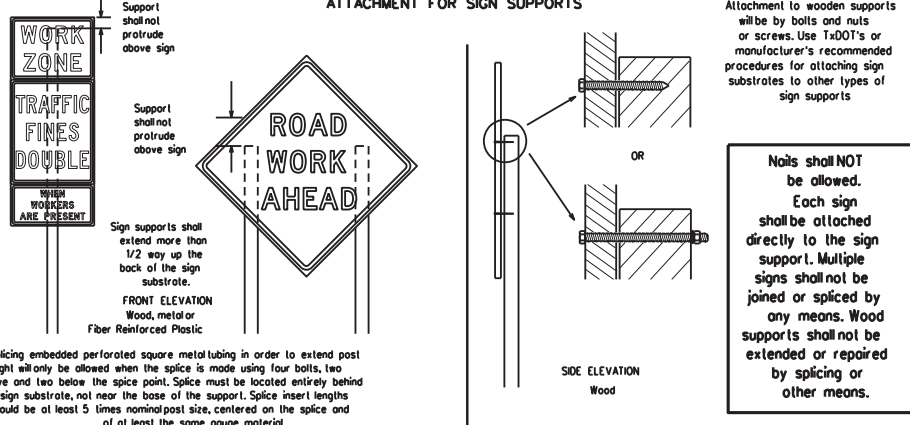 ATTACHMENT FOR SIGN SUPPORTS
Support
shall not
protrude
above sign
WORK
ZONE
TRAFFIC
FINES
DOUBLE
WHEN
WORKERS
ARE PRESENT
Support
shall not
protrude
above sign
ROAD
WORK
AHEAD
Sign supports shall
extend more than
1/2 way up the
back of the sign
substrate.
FRONT ELEVATION
Wood, metal or
Fiber Reinforced Plastic
embedded perforated square metal tubing in order to extend post
will only be allowed when the splice is made using four bolts, two
and two below the spice point. Splice must be located entirely behind
sign substrate, not near the base of the support. Splice insert lengths
be at least 5 times nominal post size, centered on the splice and
of at least the same gauge material
OR
SIDE ELEVATION
Wood
Attachment to wooden supports
will be by bolts and nuts
or screws. Use TxDOT's or
manufacturer's recommended
procedures for attaching sign
substrates to other types of
sign supports
Nails shall NOT
be allowed.
Each sign
shall be attached
directly to the sign
support. Multiple
signs shall not be
joined or spliced by
any means. Wood
supports shall not be
extended or repaired
by splicing or
other means.